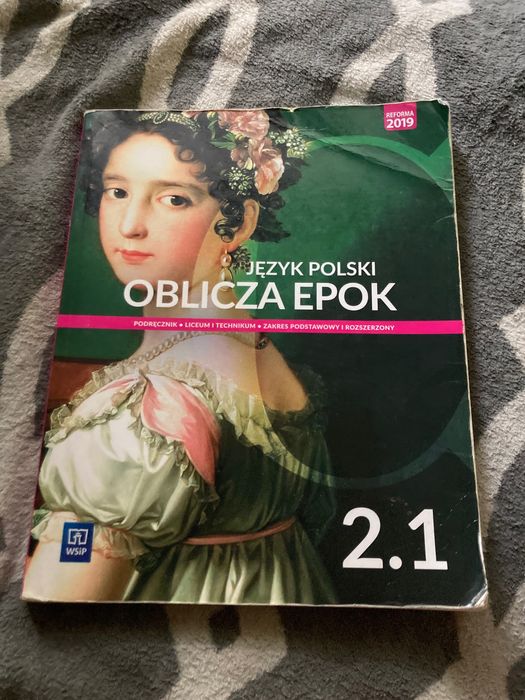 REFORMA
2019
JĘZYK POLSKI
OBLICZA EPOK
PODRĘCZNIK • LICEUM I TECHNIKUM • ZAKRES PODSTAWOWY I ROZSZERZONY
WSiP
2.1